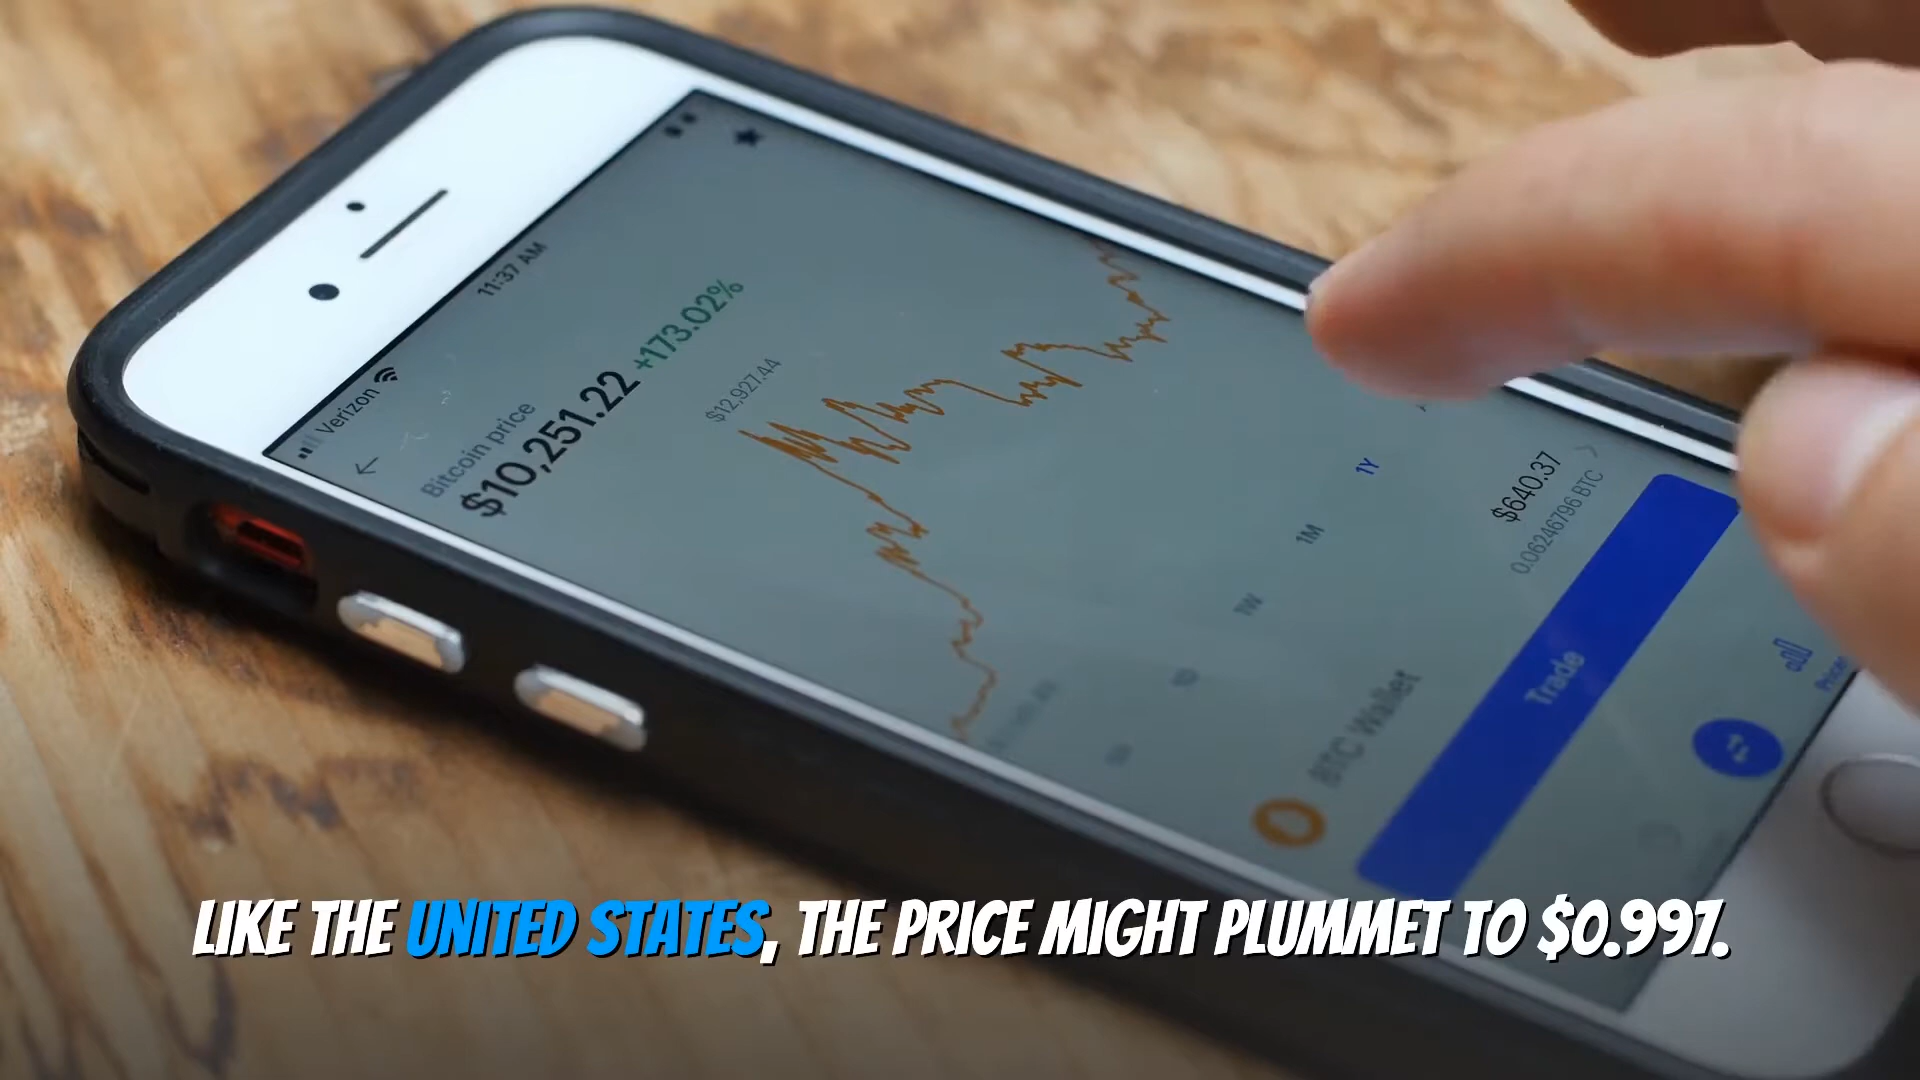 11:37 AM
Verizon
Bitcoin price
$10,251.22 +173.02%
$12,927.44
1W
1M
1Y
BTC Wallet
$640.37
0.06246796 BTC
Trade
LIKE THE UNITED STATES, THE PRICE MIGHT PLUMMET TO $0.997.